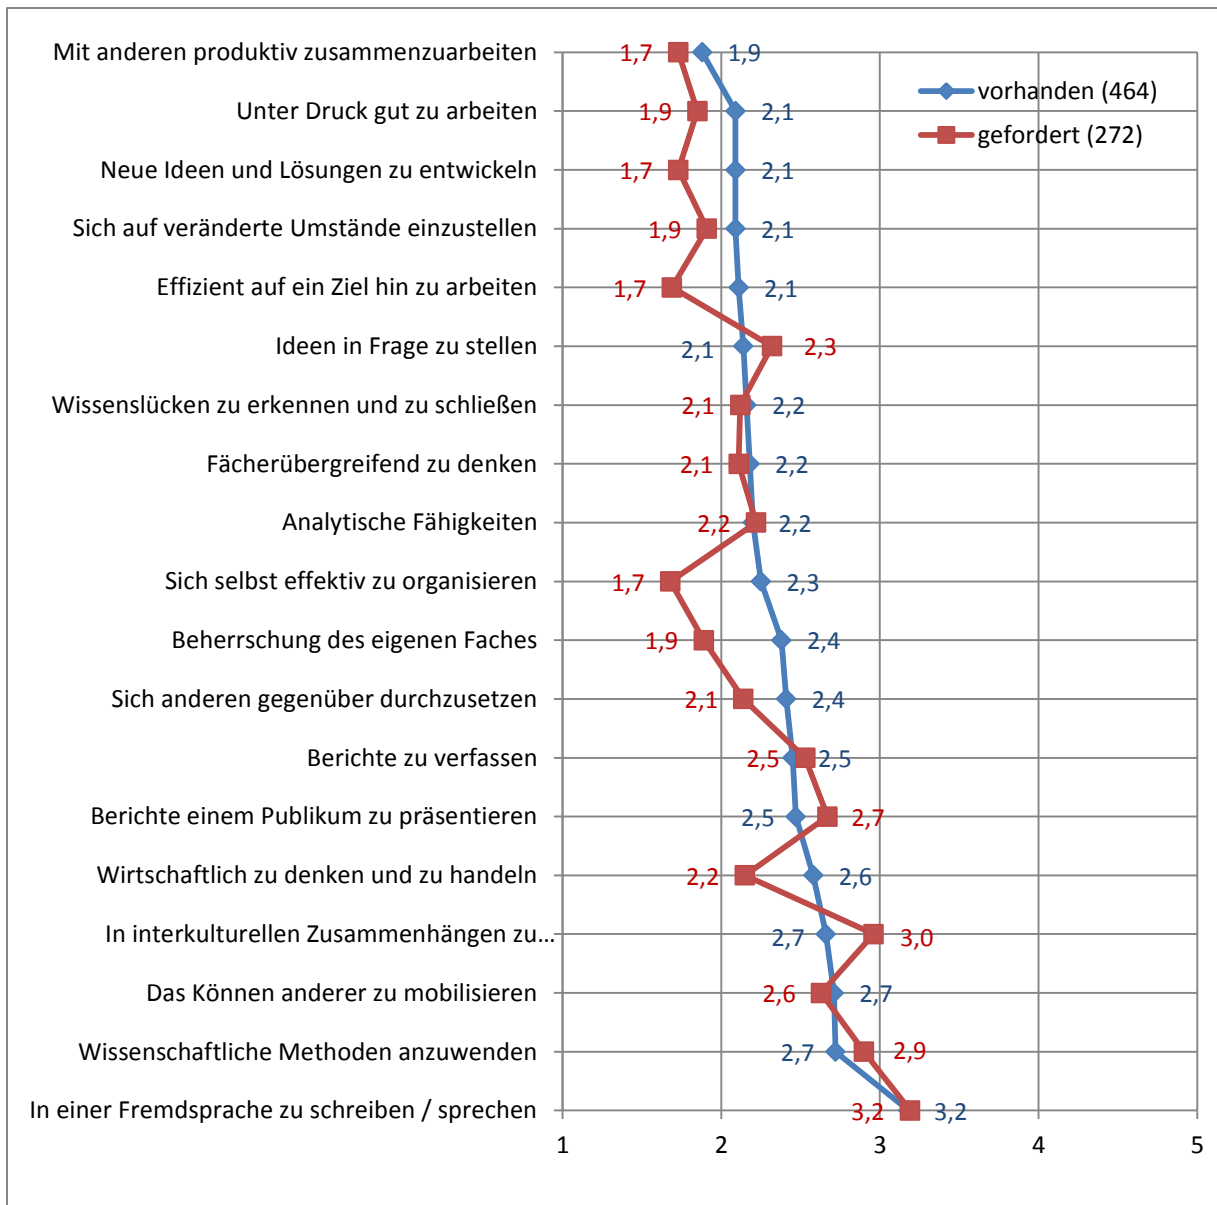 Mit anderen produktiv zusammenzuarbeiten 1,7 1,9
vorhanden (464)
Unter Druck gut zu arbeiten 1,9 2,1
gefordert (272)
Neue Ideen und Lösungen zu entwickeln 1,7 2,1
Sich auf veränderte Umstände einzustellen 1,9 2,1
Effizient auf ein Ziel hin zu arbeiten 1,7 2,1
Ideen in Frage zu stellen 2,1 2,3
Wissenslücken zu erkennen und zu schließen 2,1 2,2
Fächerübergreifend zu denken 2,1 2,2
Analytische Fähigkeiten 2,2 2,2
Sich selbst effektiv zu organisieren 1,7 2,3
Beherrschung des eigenen Faches 1,9 2,4
Sich anderen gegenüber durchzusetzen 2,1 2,4
Berichte zu verfassen 2,5 2,5
Berichte einem Publikum zu präsentieren 2,5 2,7
Wirtschaftlich zu denken und zu handeln 2,2 2,6
In interkulturellen Zusammenhängen zu... 2,7 3,0
Das Können anderer zu mobilisieren 2,6 2,7
Wissenschaftliche Methoden anzuwenden 2,7 2,9
In einer Fremdsprache zu schreiben / sprechen 3,2 3,2
1 2 3 4 5